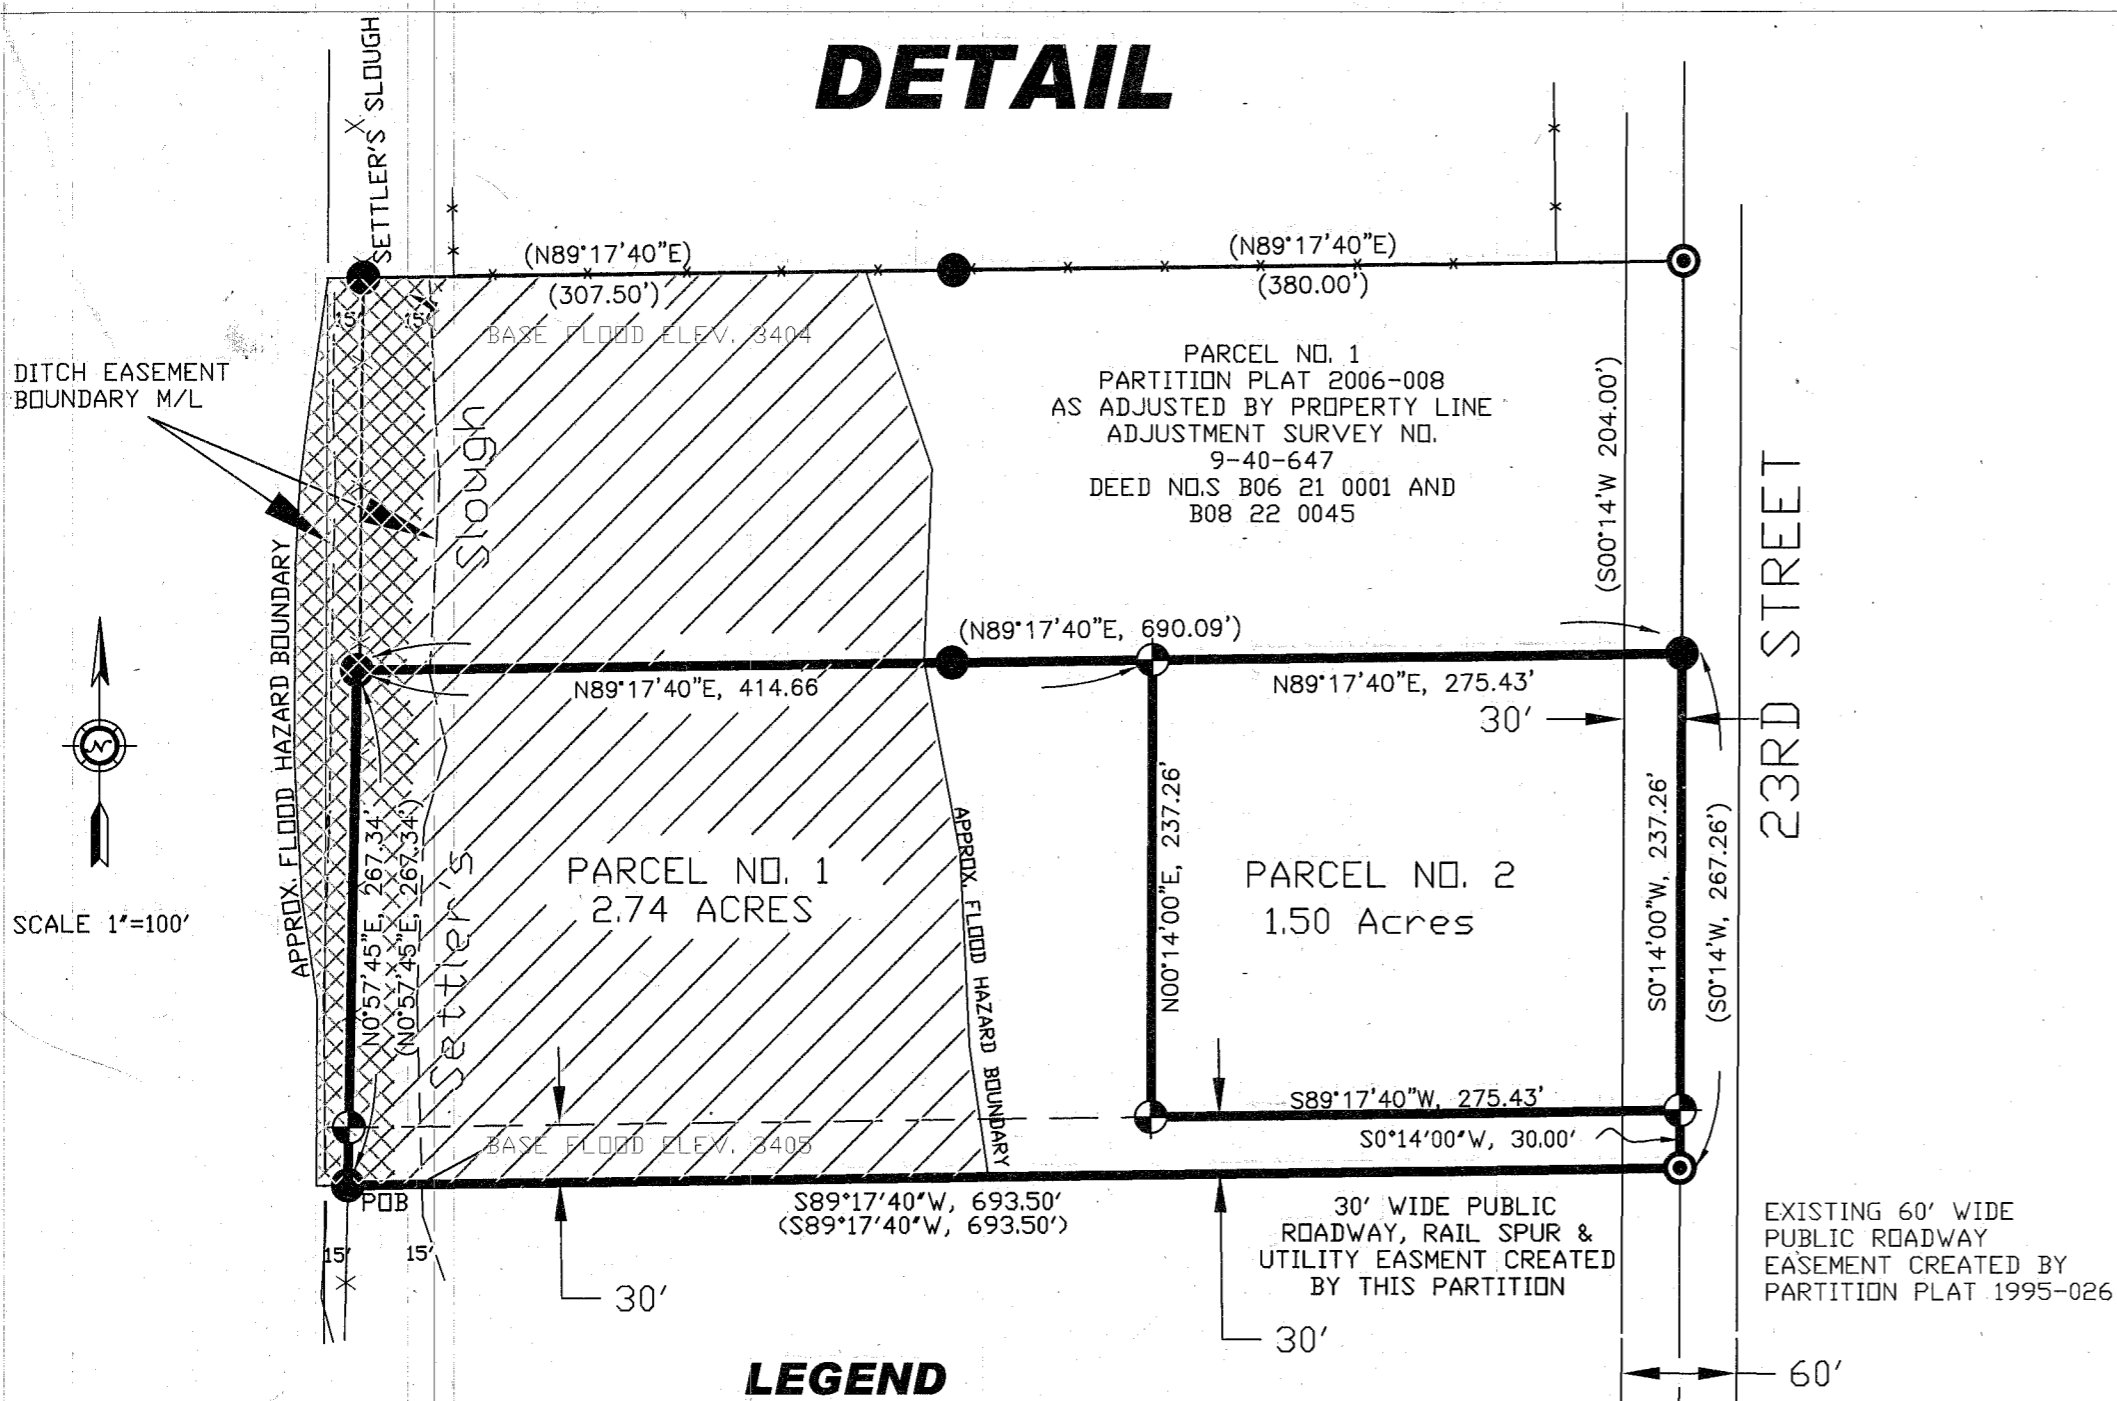 DETAIL
SETTLER'S SLOUGH
(N89°17'40"E)
(307.50')
(N89°17'40"E)
(380.00')
15'
15'
BASE FLOOD ELEV. 3404
DITCH EASEMENT
BOUNDARY M/L
PARCEL NO. 1
PARTITION PLAT 2006-008
AS ADJUSTED BY PROPERTY LINE
ADJUSTMENT SURVEY NO.
9-40-647
DEED NO.S B06 21 0001 AND
B08 22 0045
(S00°14'W 204.00')
23RD STREET
Slough
APPROX. FLOOD HAZARD BOUNDARY
(N89°17'40"E, 690.09')
N89°17'40"E, 414.66
N89°17'40"E, 275.43'
30'
N
SCALE 1"=100'
N0°57'45"E, 267.34'
(N0°57'45"E, 267.34')
Settler's
PARCEL NO. 1
2.74 ACRES
APPROX. FLOOD HAZARD BOUNDARY
N00°14'00"E, 237.26'
PARCEL NO. 2
1.50 Acres
S0°14'00"W, 237.26'
(S0°14'W, 267.26')
S89°17'40"W, 275.43'
S0°14'00"W, 30.00'
BASE FLOOD ELEV. 3405
POB
S89°17'40"W, 693.50'
(S89°17'40"W, 693.50')
15'
15'
30'
30' WIDE PUBLIC
ROADWAY, RAIL SPUR &
UTILITY EASMENT CREATED
BY THIS PARTITION
30'
EXISTING 60' WIDE
PUBLIC ROADWAY
EASEMENT CREATED BY
PARTITION PLAT 1995-026
60'
LEGEND